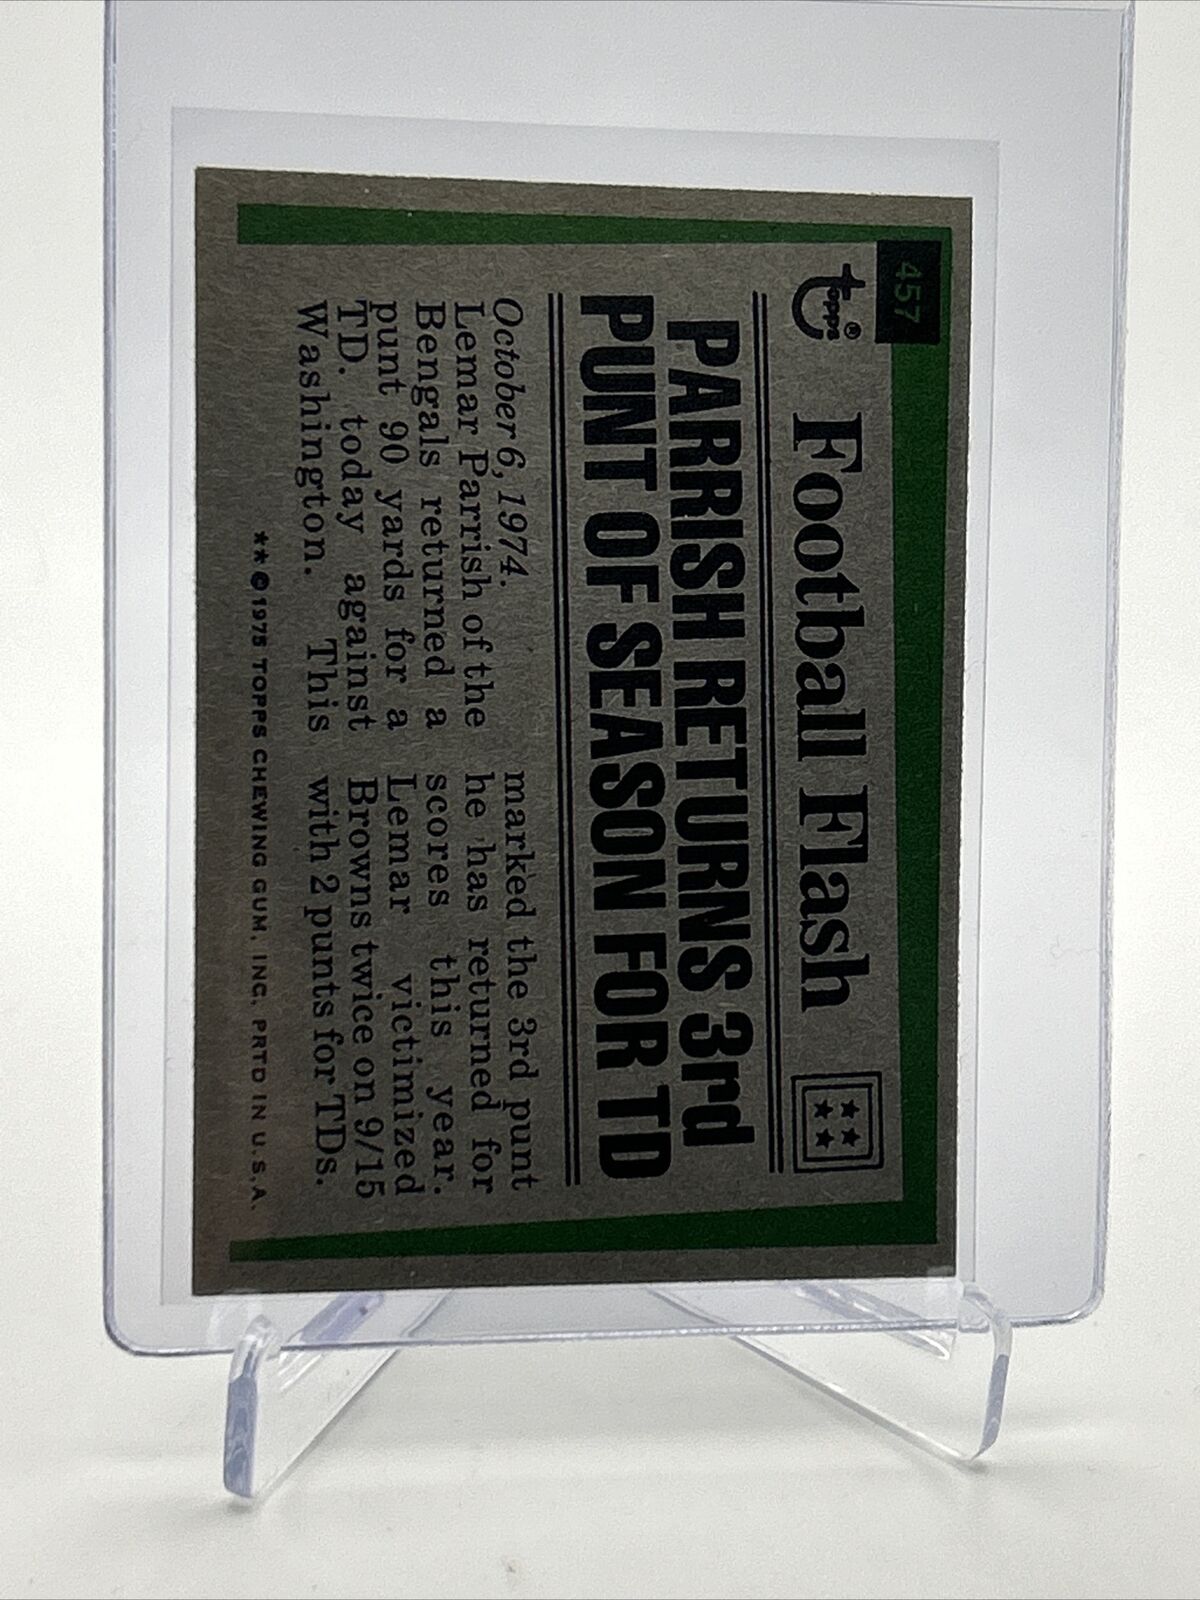 457
topps®
Football Flash
PARRISH RETURNS 3rd
PUNT OF SEASON FOR TD
October 6, 1974.
Lemar Parrish of the
Bengals returned a
punt 90 yards for a
TD. today against
Washington. This
marked the 3rd punt
he has returned for
scores this year.
Lemar victimized
Browns twice on 9/15
with 2 punts for TDs.
★★©1975 TOPPS CHEWING GUM, INC. PRTD IN U.S.A.